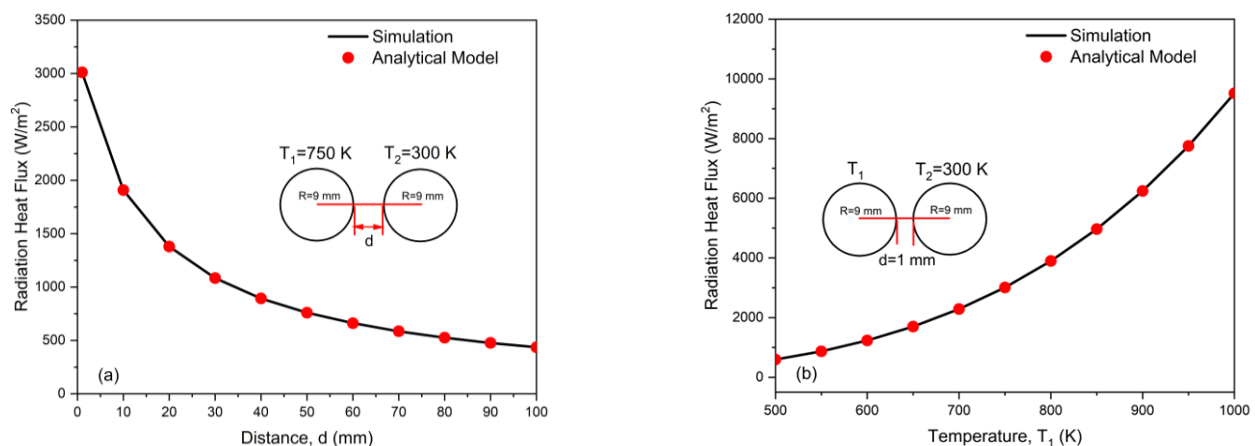 3500
3000
2500
2000
1500
1000
500
0
Radiation Heat Flux (W/m²)
Simulation
Analytical Model
T₁=750 K
T₂=300 K
R=9 mm
R=9 mm
d
(a)
0 10 20 30 40 50 60 70 80 90 100
Distance, d (mm)
12000
10000
8000
6000
4000
2000
0
Radiation Heat Flux (W/m²)
Simulation
Analytical Model
T₁
T₂=300 K
R=9 mm
R=9 mm
d=1 mm
(b)
500 600 700 800 900 1000
Temperature, T₁ (K)